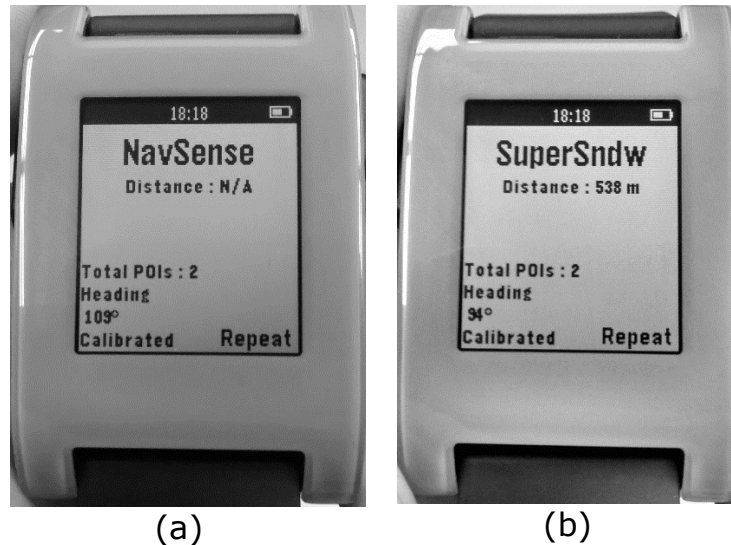 18:18
NavSense
Distance : N/A
Total POIs : 2
Heading
109°
Calibrated Repeat
(a)
18:18
SuperSndw
Distance : 538 m
Total POIs : 2
Heading
94°
Calibrated Repeat
(b)